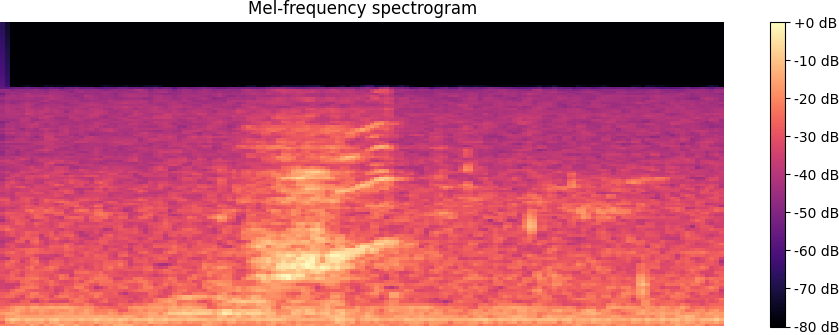 Mel-frequency spectrogram
+0 dB
-10 dB
-20 dB
-30 dB
-40 dB
-50 dB
-60 dB
-70 dB
-80 dB